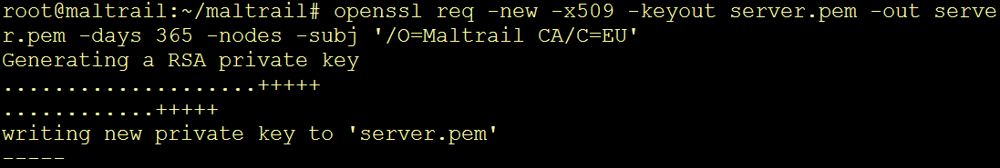 root@maltrail:~/maltrail# openssl req -new -x509 -keyout server.pem -out serve
r.pem -days 365 -nodes -subj '/O=Maltrail CA/C=EU'
Generating a RSA private key
....................+++++
............+++++
writing new private key to 'server.pem'
-----